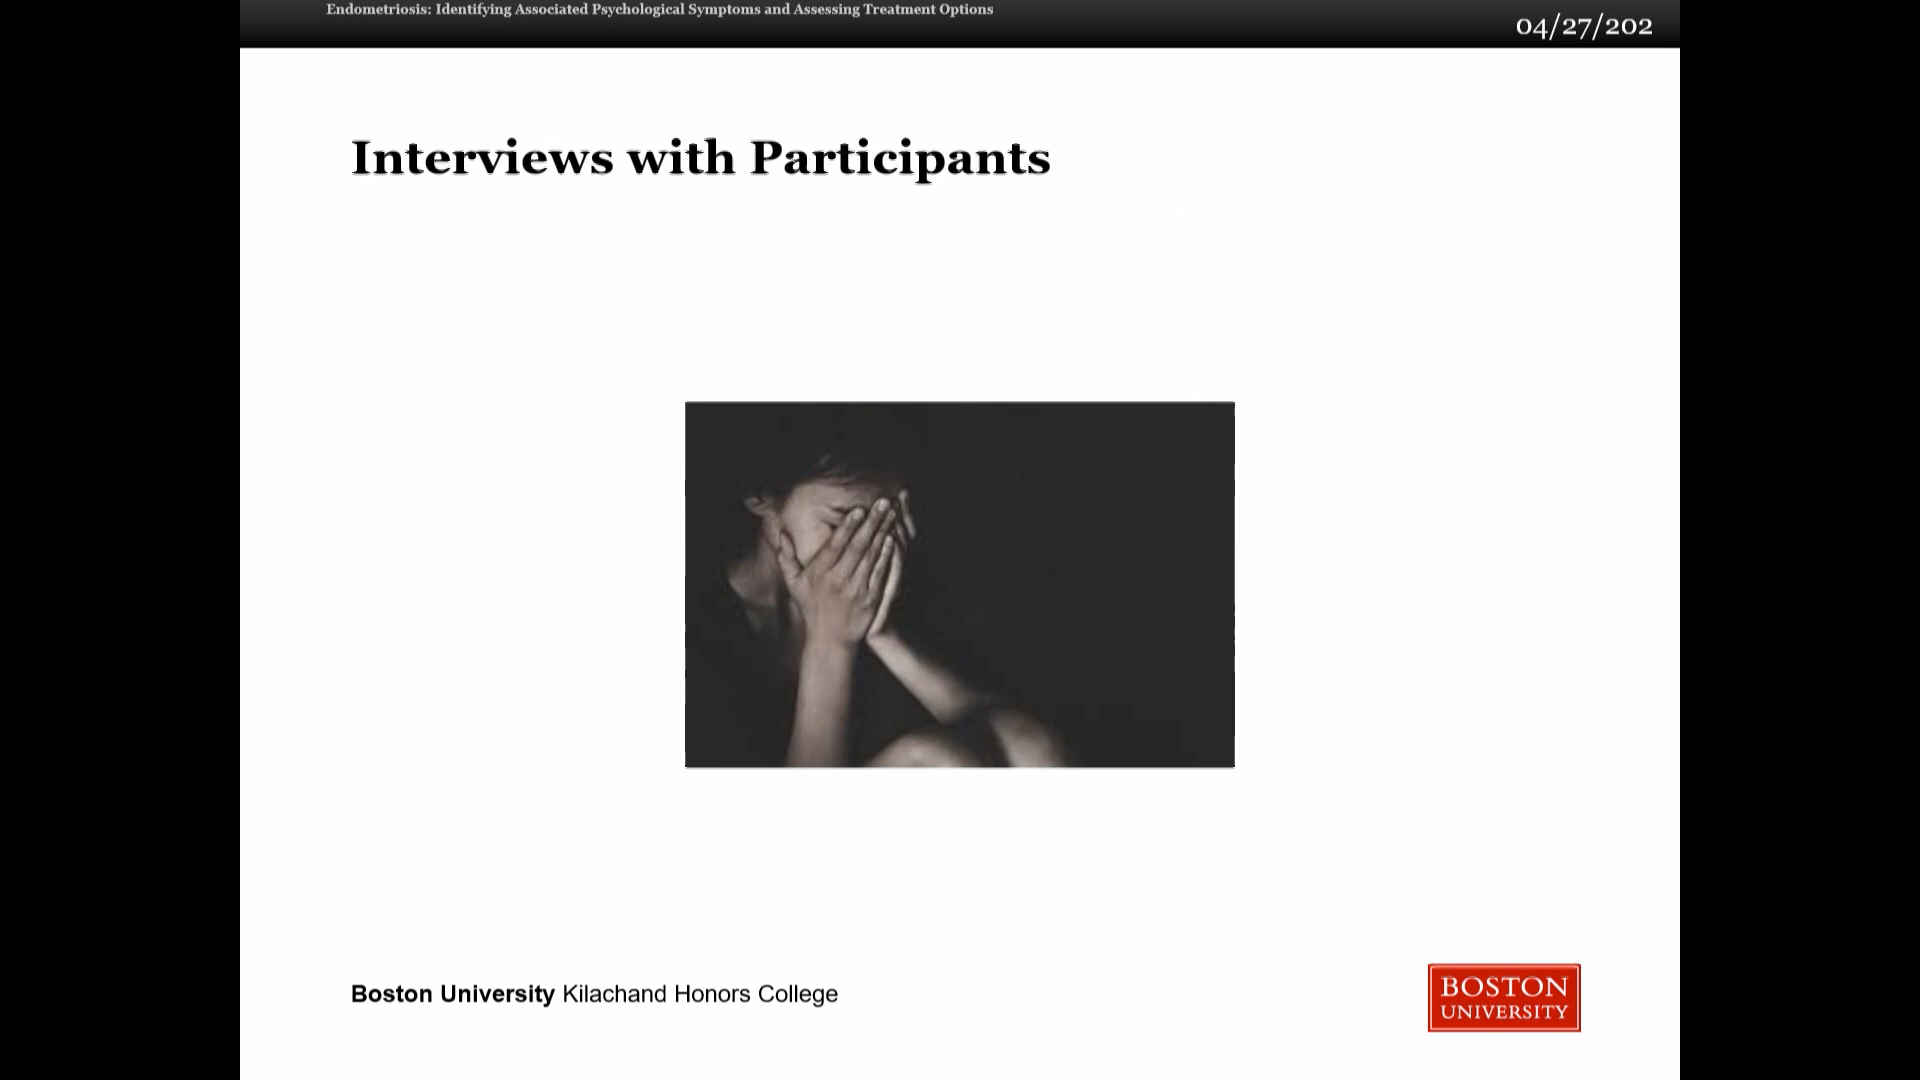 Endometriosis: Identifying Associated Psychological Symptoms and Assessing Treatment Options
04/27/202
Interviews with Participants
Boston University Kilachand Honors College
BOSTON
UNIVERSITY